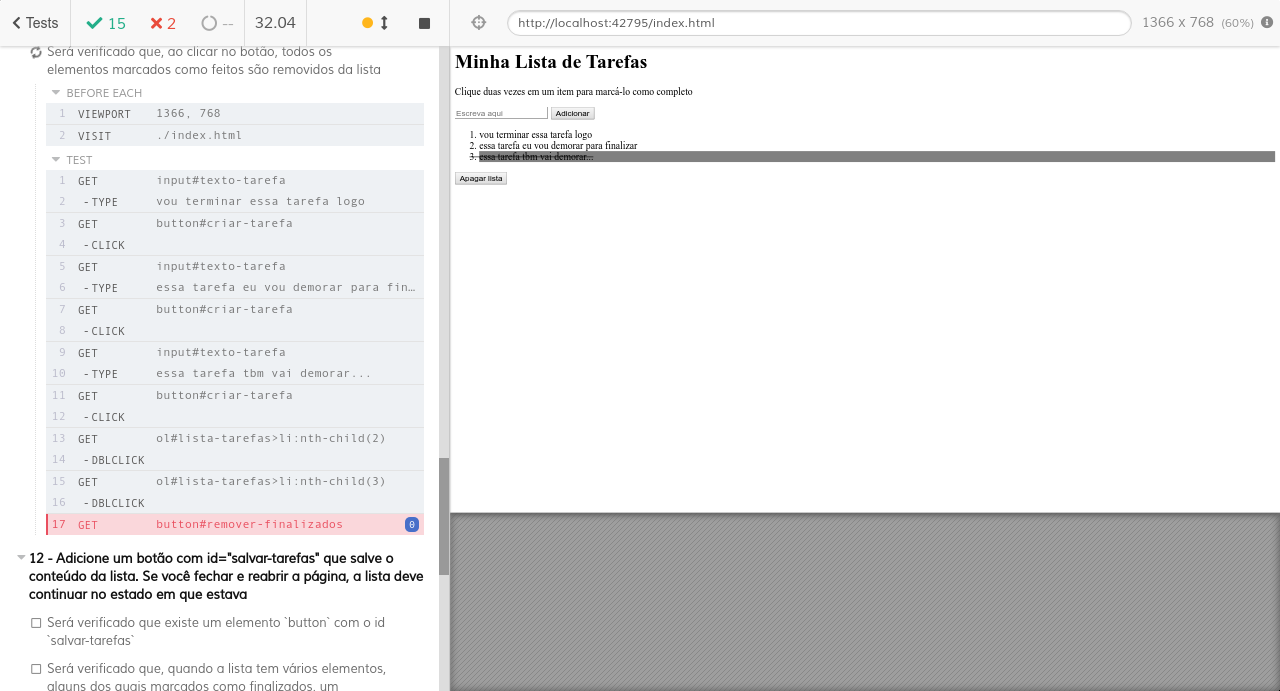 Tests
15
2
--
32.04
http://localhost:42795/index.html
1366 x 768 (60%)
Será verificado que, ao clicar no botão, todos os
elementos marcados como feitos são removidos da lista
BEFORE EACH
1 VIEWPORT 1366, 768
2 VISIT ./index.html
TEST
1 GET input#texto-tarefa
2 -TYPE vou terminar essa tarefa logo
3 GET button#criar-tarefa
4 -CLICK
5 GET input#texto-tarefa
6 -TYPE essa tarefa eu vou demorar para fin…
7 GET button#criar-tarefa
8 -CLICK
9 GET input#texto-tarefa
10 -TYPE essa tarefa tbm vai demorar...
11 GET button#criar-tarefa
12 -CLICK
13 GET ol#lista-tarefas>li:nth-child(2)
14 -DBLCLICK
15 GET ol#lista-tarefas>li:nth-child(3)
16 -DBLCLICK
17 GET button#remover-finalizados 0
12 - Adicione um botão com id="salvar-tarefas" que salve o
conteúdo da lista. Se você fechar e reabrir a página, a lista deve
continuar no estado em que estava
Será verificado que existe um elemento `button` com o id
`salvar-tarefas`
Será verificado que, quando a lista tem vários elementos,
alguns dos quais marcados como finalizados, um
Minha Lista de Tarefas
Clique duas vezes em um item para marcá-lo como completo
Escreva aqui
Adicionar
1. vou terminar essa tarefa logo
2. essa tarefa eu vou demorar para finalizar
3. essa tarefa tbm vai demorar...
Apagar lista